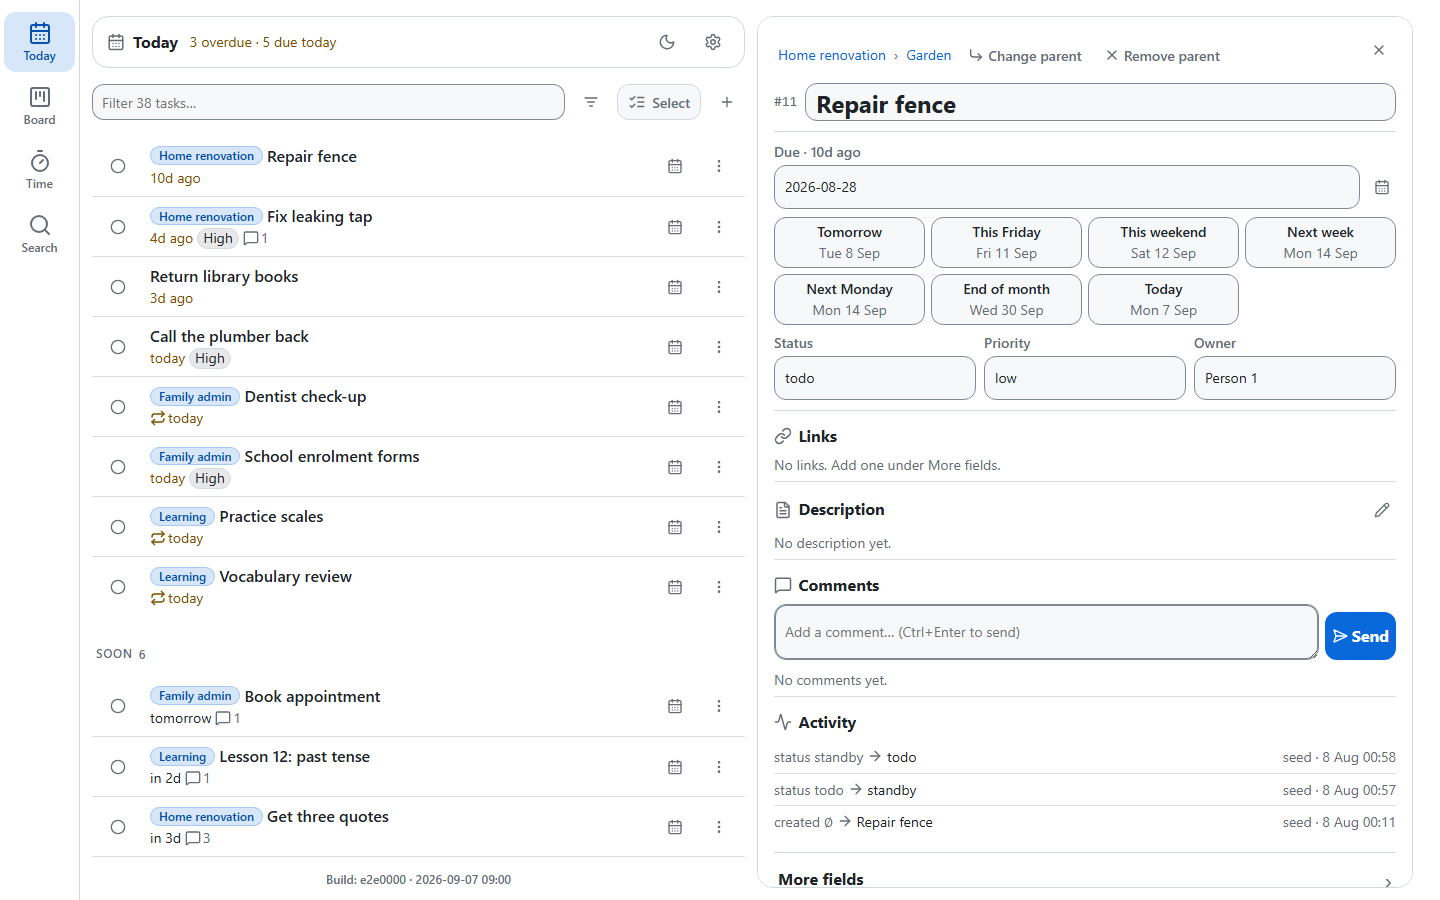 Today
Board
Time
Search
Today 3 overdue · 5 due today
Filter 38 tasks...
Select
Home renovation Repair fence
10d ago
Home renovation Fix leaking tap
4d ago High 1
Return library books
3d ago
Call the plumber back
today High
Family admin Dentist check-up
today
Family admin School enrolment forms
today High
Learning Practice scales
today
Learning Vocabulary review
today
SOON 6
Family admin Book appointment
tomorrow 1
Learning Lesson 12: past tense
in 2d 1
Home renovation Get three quotes
in 3d 3
Build: e2e0000 · 2026-09-07 09:00
Home renovation › Garden Change parent Remove parent
#11 Repair fence
Due · 10d ago
2026-08-28
Tomorrow This Friday This weekend Next week
Tue 8 Sep Fri 11 Sep Sat 12 Sep Mon 14 Sep
Next Monday End of month Today
Mon 14 Sep Wed 30 Sep Mon 7 Sep
Status Priority Owner
todo low Person 1
Links
No links. Add one under More fields.
Description
No description yet.
Comments
Add a comment... (Ctrl+Enter to send)
Send
No comments yet.
Activity
status standby → todo seed · 8 Aug 00:58
status todo → standby seed · 8 Aug 00:57
created ∅ → Repair fence seed · 8 Aug 00:11
More fields